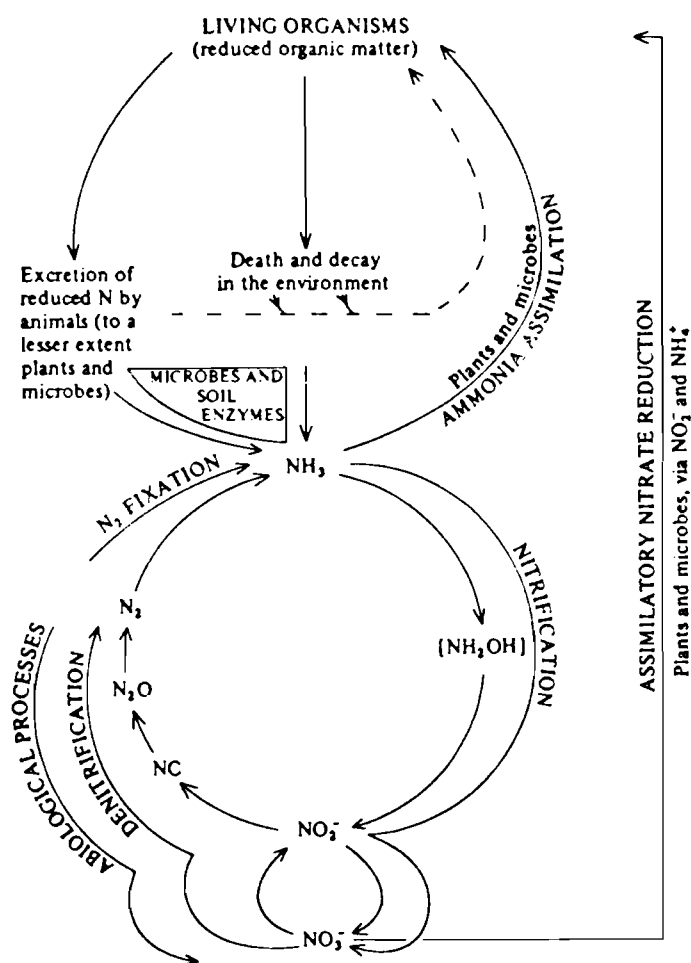 LIVING ORGANISMS
(reduced organic matter)
Death and decay
in the environment
Excretion of
reduced N by
animals (to a
lesser extent
plants and
microbes)
MICROBES AND
SOIL
ENZYMES
Plants and microbes
AMMONIA ASSIMILATION
NH₃
N₂ FIXATION
NITRIFICATION
N₂
[NH₂OH]
N₂O
NC
NO₂⁻
NO₃⁻
DENITRIFICATION
ABIOLOGICAL PROCESSES
ASSIMILATORY NITRATE REDUCTION
Plants and microbes, via NO₂⁻ and NH₄⁺